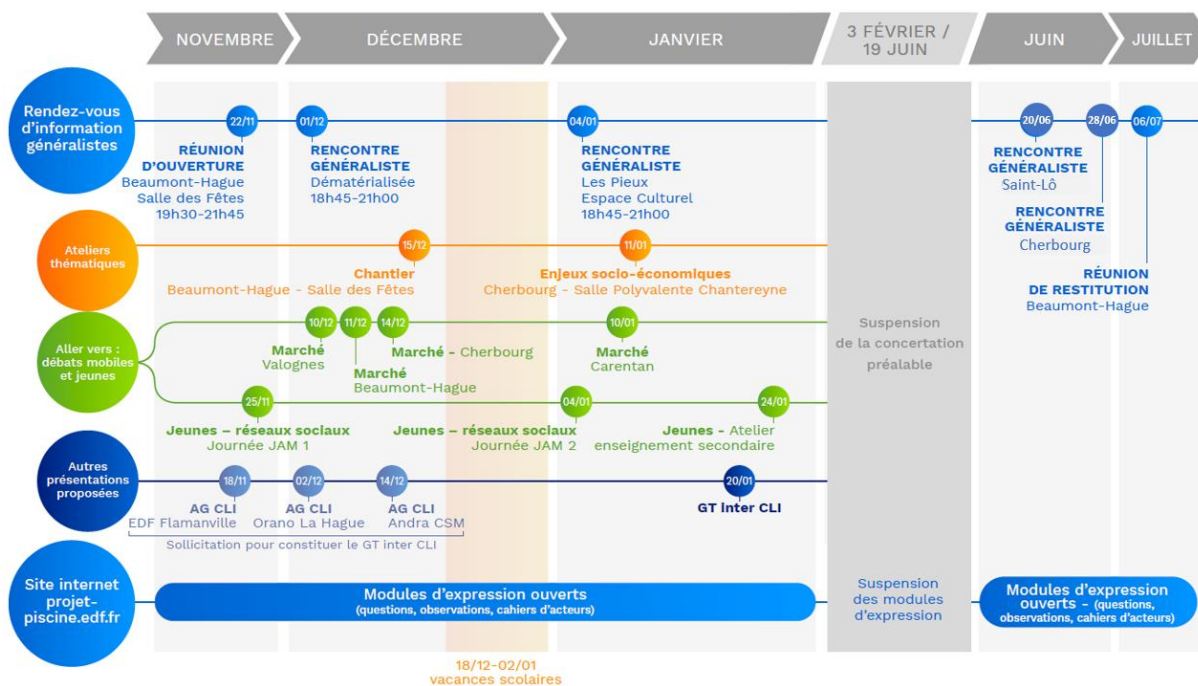 NOVEMBRE
DÉCEMBRE
JANVIER
3 FÉVRIER /
19 JUIN
JUIN
JUILLET
Rendez-vous
d'information
généralistes
22/11
RÉUNION
D'OUVERTURE
Beaumont-Hague
Salle des Fêtes
19h30-21h45
01/12
RENCONTRE
GÉNÉRALISTE
Dématérialisée
18h45-21h00
04/01
RENCONTRE
GÉNÉRALISTE
Les Pieux
Espace Culturel
18h45-21h00
20/06
RENCONTRE
GÉNÉRALISTE
Saint-Lô
28/06
RENCONTRE
GÉNÉRALISTE
Cherbourg
06/07
RÉUNION
DE RESTITUTION
Beaumont-Hague
Ateliers
thématiques
15/12
Chantier
Beaumont-Hague - Salle des Fêtes
11/01
Enjeux socio-économiques
Cherbourg - Salle Polyvalente Chantereyne
Aller vers :
débats mobiles
et jeunes
10/12
Marché
Valognes
11/12
Marché
Beaumont-Hague
14/12
Marché - Cherbourg
10/01
Marché
Carentan
25/11
Jeunes – réseaux sociaux
Journée JAM 1
04/01
Jeunes – réseaux sociaux
Journée JAM 2
24/01
Jeunes - Atelier
enseignement secondaire
Suspension
de la concertation
préalable
Autres
présentations
proposées
18/11
AG CLI
EDF Flamanville
02/12
AG CLI
Orano La Hague
14/12
AG CLI
Andra CSM
Sollicitation pour constituer le GT inter CLI
20/01
GT inter CLI
Site internet
projet-
piscine.edf.fr
Modules d'expression ouverts
(questions, observations, cahiers d'acteurs)
Suspension
des modules
d'expression
Modules d'expression
ouverts - (questions,
observations, cahiers d'acteurs)
18/12-02/01
vacances scolaires